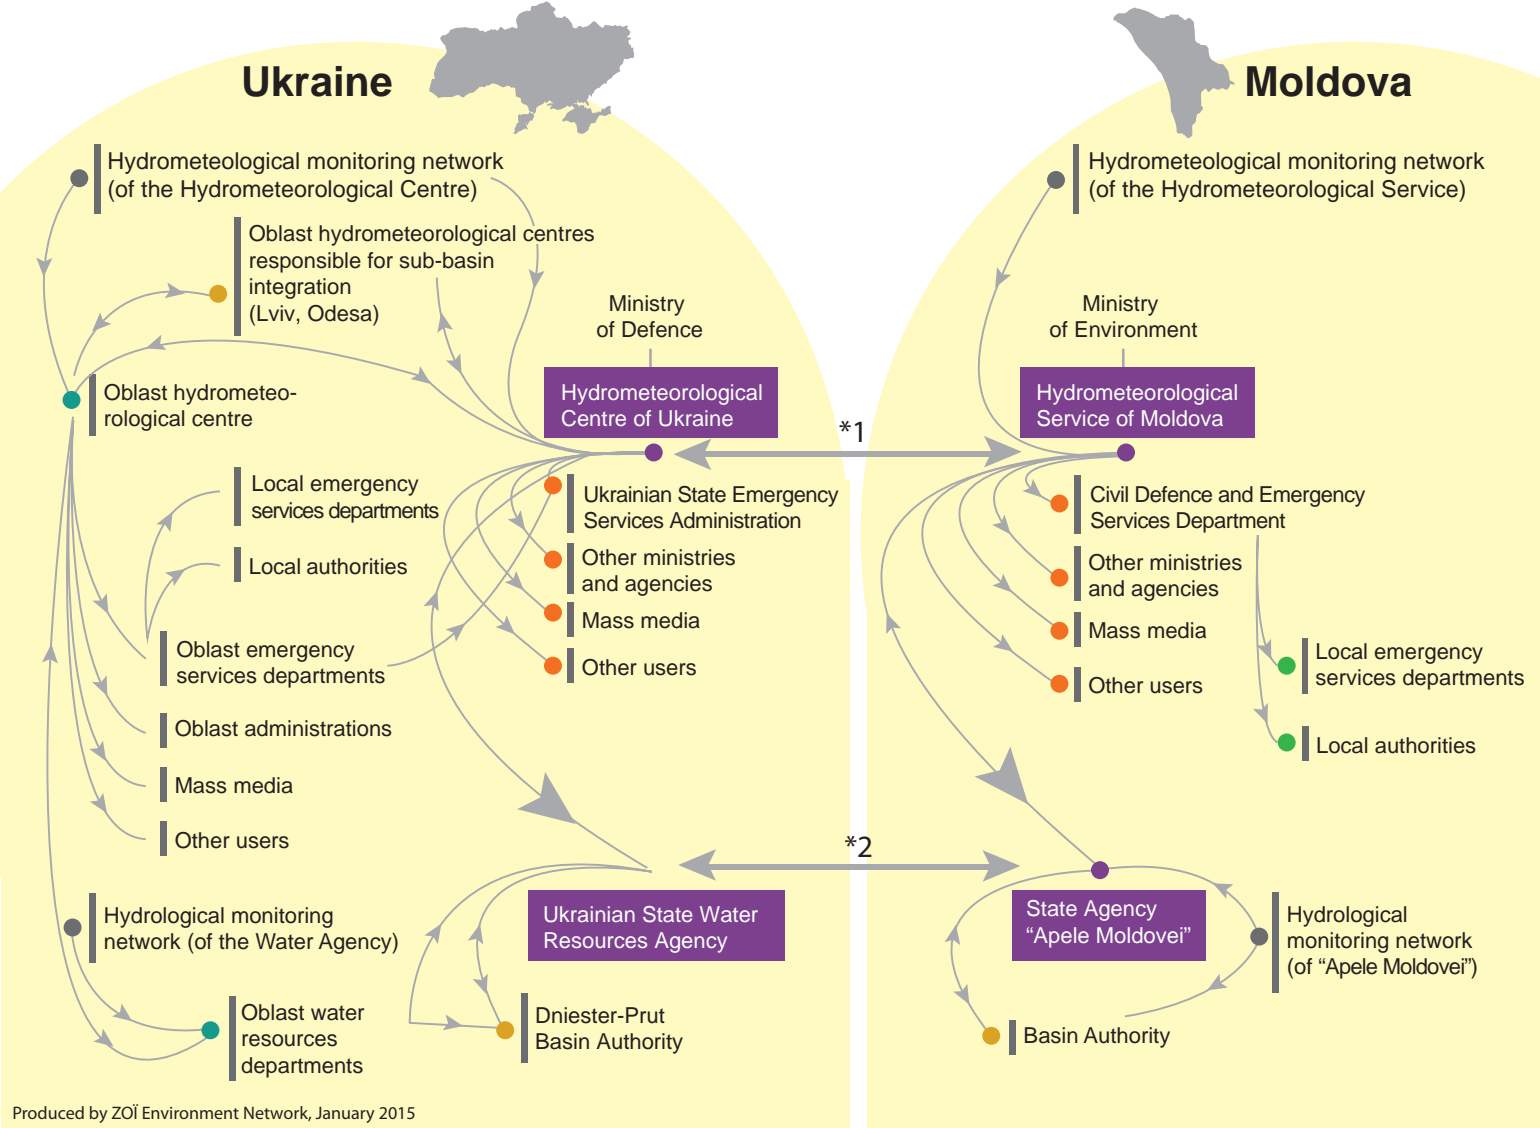 Ukraine
Hydrometeological monitoring network
(of the Hydrometeorological Centre)
Oblast hydrometeorological centres
responsible for sub-basin
integration
(Lviv, Odesa)
Ministry
of Defence
Hydrometeorological
Centre of Ukraine
Oblast hydrometeo-
rological centre
Local emergency
services departments
Local authorities
Oblast emergency
services departments
Oblast administrations
Mass media
Other users
Ukrainian State Emergency
Services Administration
Other ministries
and agencies
Mass media
Other users
Hydrological monitoring
network (of the Water Agency)
Oblast water
resources
departments
Ukrainian State Water
Resources Agency
Dniester-Prut
Basin Authority
*1
*2
Moldova
Hydrometeological monitoring network
(of the Hydrometeorological Service)
Ministry
of Environment
Hydrometeorological
Service of Moldova
Civil Defence and Emergency
Services Department
Other ministries
and agencies
Mass media
Other users
Local emergency
services departments
Local authorities
State Agency
“Apele Moldovei”
Hydrological
monitoring network
(of “Apele Moldovei”)
Basin Authority
Produced by ZOÏ Environment Network, January 2015